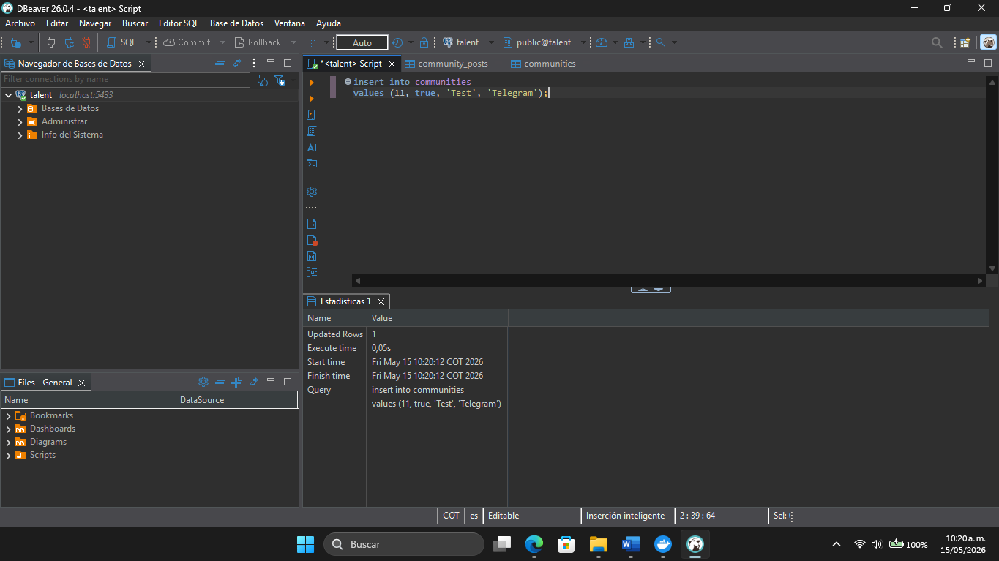 DBeaver 26.0.4 - <talent> Script
Archivo Editar Navegar Buscar Editor SQL Base de Datos Ventana Ayuda
SQL Commit Rollback T Auto talent public@talent
Navegador de Bases de Datos
Filter connections by name
talent localhost:5433
Bases de Datos
Administrar
Info del Sistema
*<talent> Script community_posts communities
insert into communities
values (11, true, 'Test', 'Telegram');
AI
Estadísticas 1
Name Value
Updated Rows 1
Execute time 0,05s
Start time Fri May 15 10:20:12 COT 2026
Finish time Fri May 15 10:20:12 COT 2026
Query insert into communities
values (11, true, 'Test', 'Telegram')
Files - General
Name DataSource
Bookmarks
Dashboards
Diagrams
Scripts
COT es Editable Inserción inteligente 2 : 39 : 64 Sel:
Buscar
100%
10:20 a. m.
15/05/2026